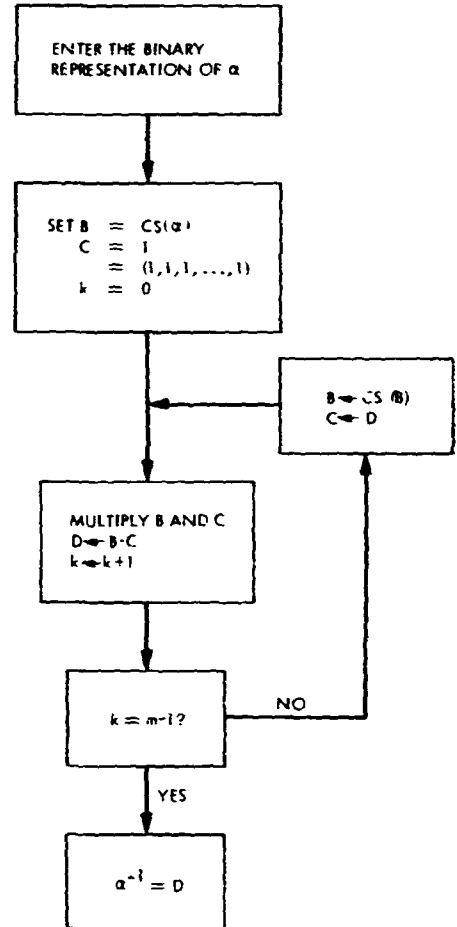 ENTER THE BINARY
REPRESENTATION OF α
SET B = CS(α)
C = 1
= (1,1,1,...,1)
k = 0
B←CS (B)
C←D
MULTIPLY B AND C
D←B·C
k←k+1
k = m-1?
NO
YES
α⁻¹ = D